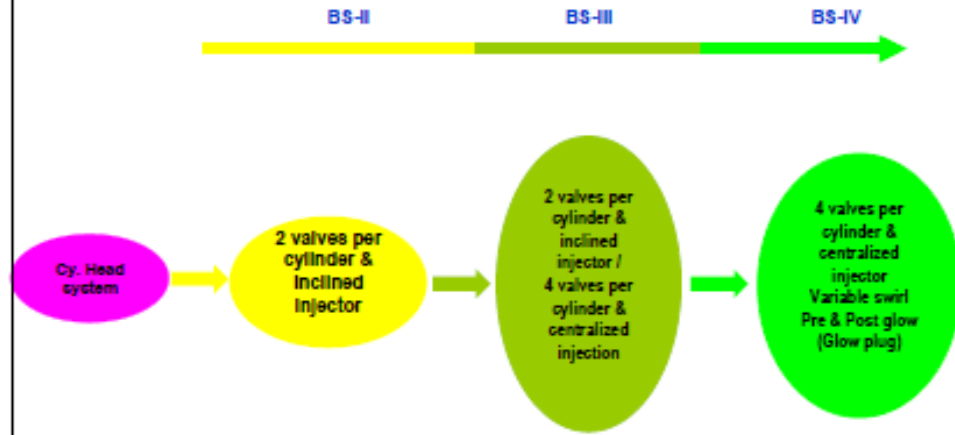 BS-II
BS-III
BS-IV
Cy. Head
system
2 valves per
cylinder &
inclined
injector
2 valves per
cylinder &
inclined
injector /
4 valves per
cylinder &
centralized
injection
4 valves per
cylinder &
centralized
injector
Variable swirl
Pre & Post glow
(Glow plug)